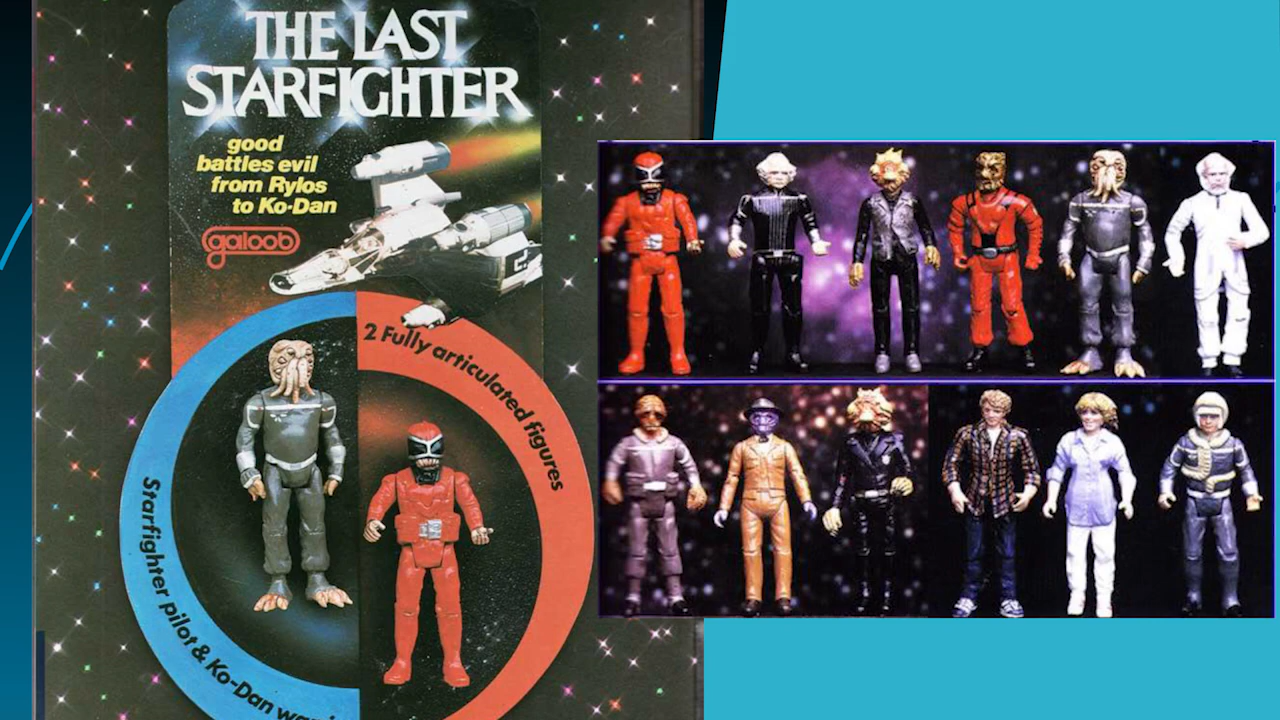 THE LAST
STARFIGHTER
good
battles evil
from Rylos
to Ko-Dan
galoob
2 Fully articulated figures
Starfighter pilot & Ko-Dan